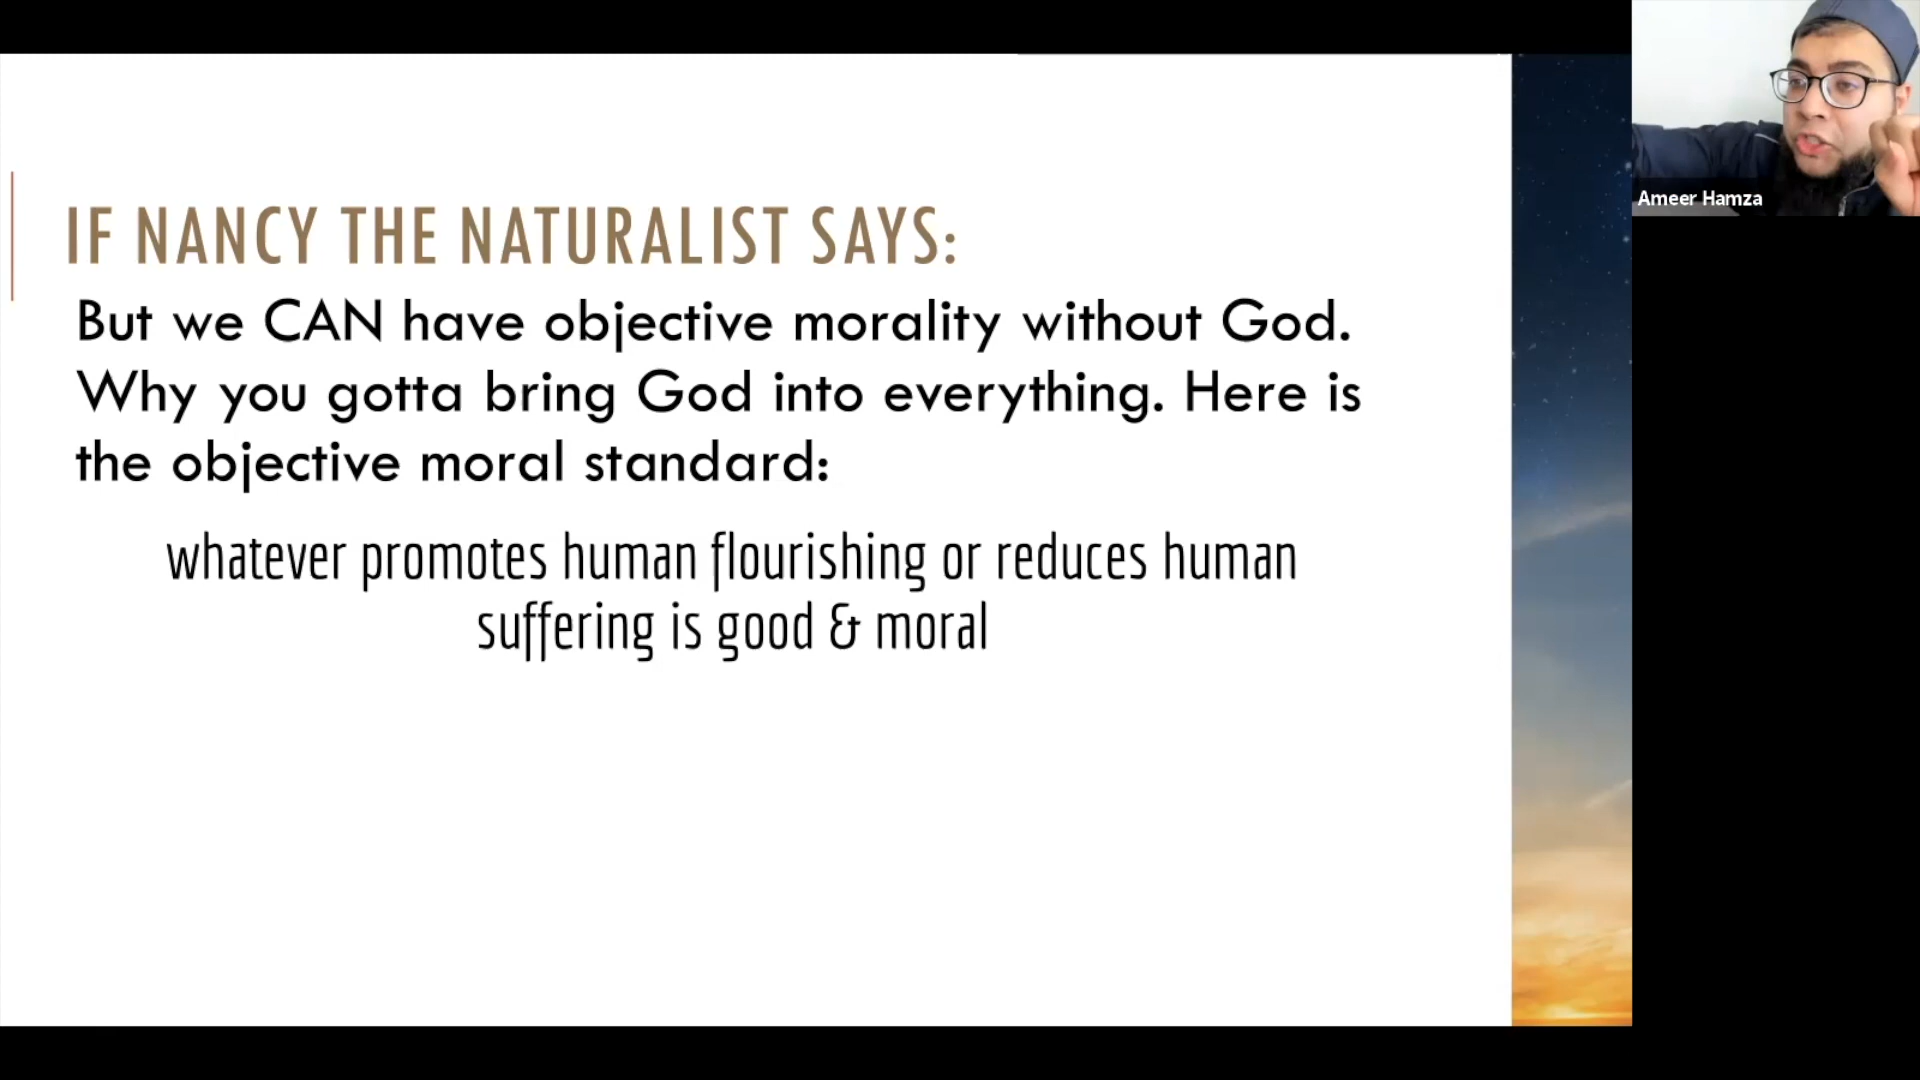 IF NANCY THE NATURALIST SAYS:
But we CAN have objective morality without God.
Why you gotta bring God into everything. Here is
the objective moral standard:
whatever promotes human flourishing or reduces human
suffering is good & moral
Ameer Hamza